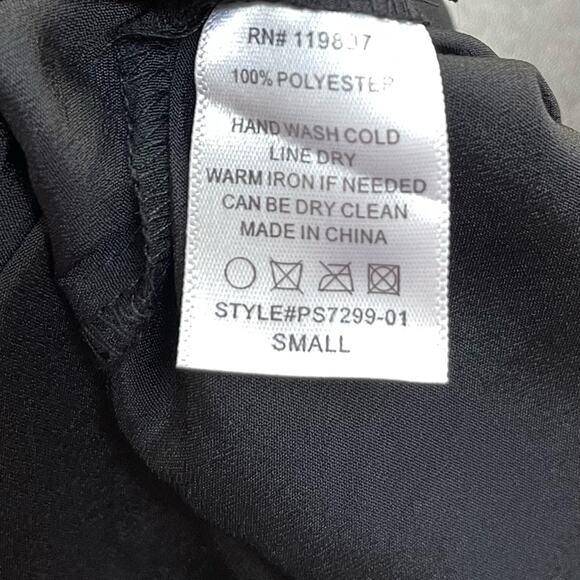 RN# 119897
100% POLYESTER
HAND WASH COLD
LINE DRY
WARM IRON IF NEEDED
CAN BE DRY CLEAN
MADE IN CHINA
STYLE#PS7299-01
SMALL